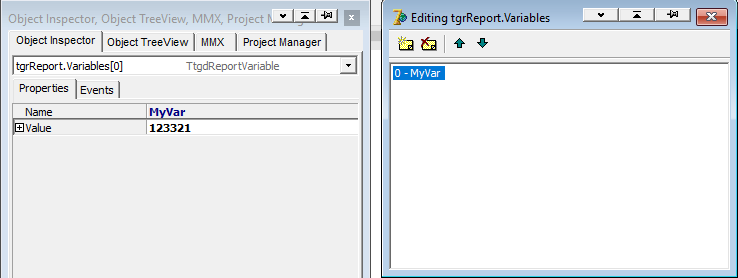 Object Inspector, Object TreeView, MMX, Project Man
Object Inspector Object TreeView MMX Project Manager
tgrReport.Variables[0] TtgdReportVariable
Properties Events
Name MyVar
Value 123321
Editing tgrReport.Variables
0 - MyVar